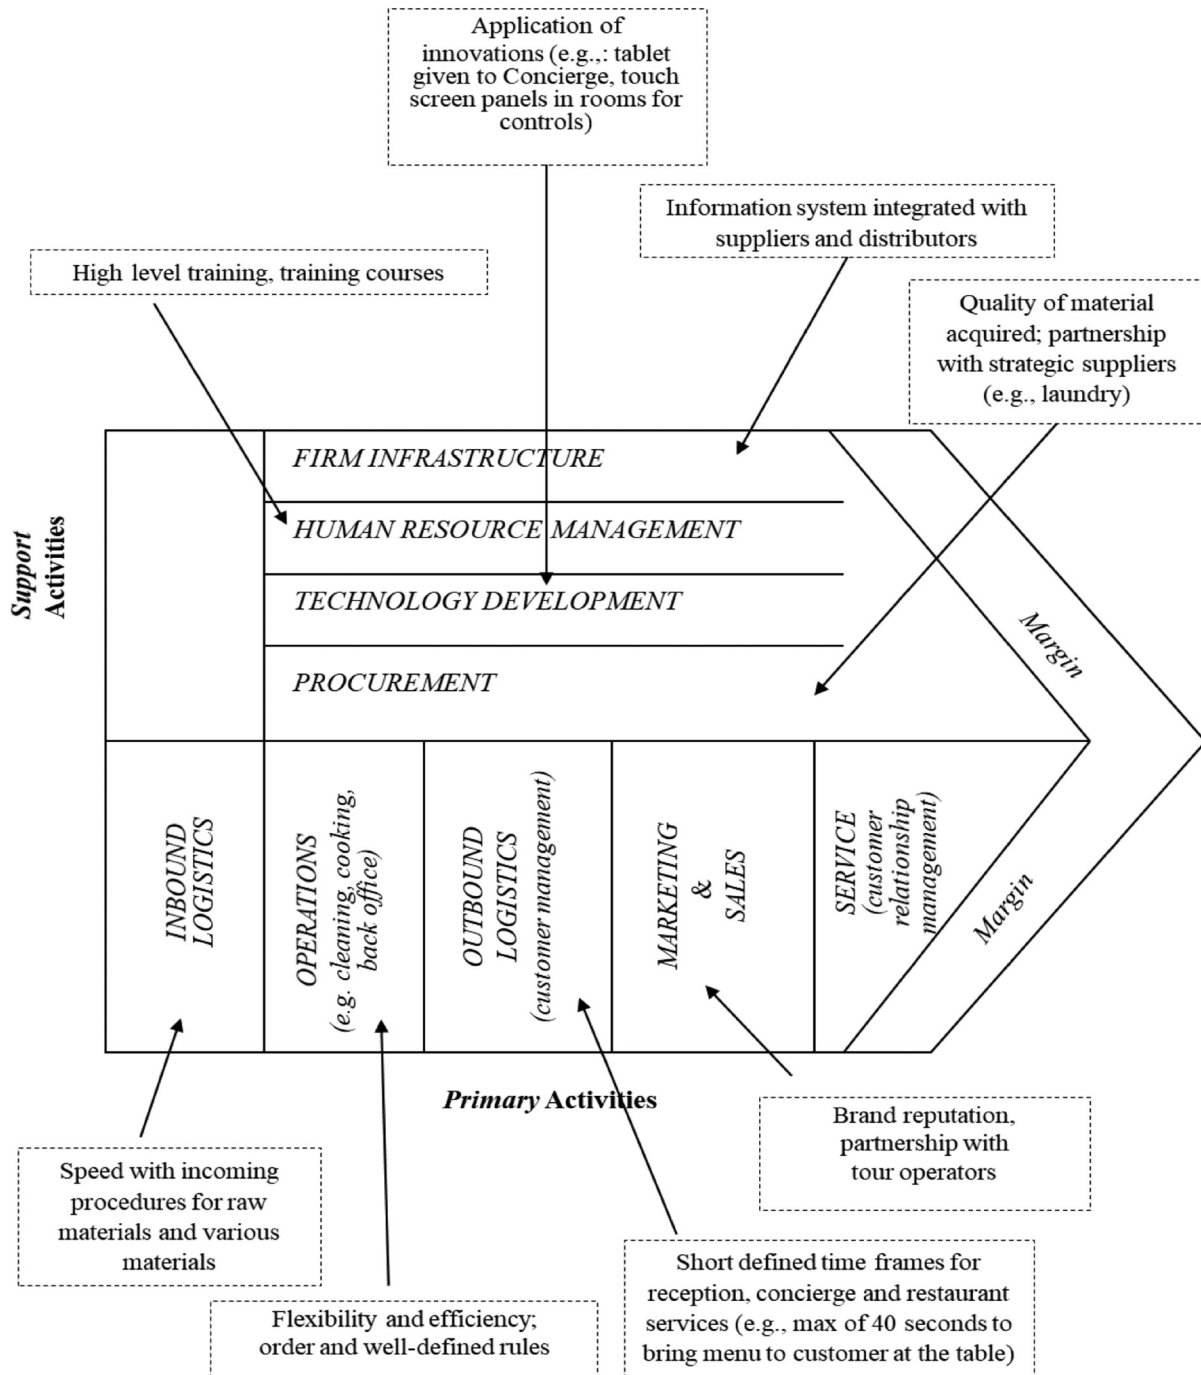 Application of
innovations (e.g.,: tablet
given to Concierge, touch
screen panels in rooms for
controls)
Information system integrated with
suppliers and distributors
High level training, training courses
Quality of material
acquired; partnership
with strategic suppliers
(e.g., laundry)
Support
Activities
FIRM INFRASTRUCTURE
HUMAN RESOURCE MANAGEMENT
TECHNOLOGY DEVELOPMENT
PROCUREMENT
Margin
INBOUND
LOGISTICS
OPERATIONS
(e.g. cleaning, cooking,
back office)
OUTBOUND
LOGISTICS
(customer management)
MARKETING
&
SALES
SERVICE
(customer
relationship
management)
Margin
Primary Activities
Brand reputation,
partnership with
tour operators
Speed with incoming
procedures for raw
materials and various
materials
Short defined time frames for
reception, concierge and restaurant
services (e.g., max of 40 seconds to
bring menu to customer at the table)
Flexibility and efficiency;
order and well-defined rules